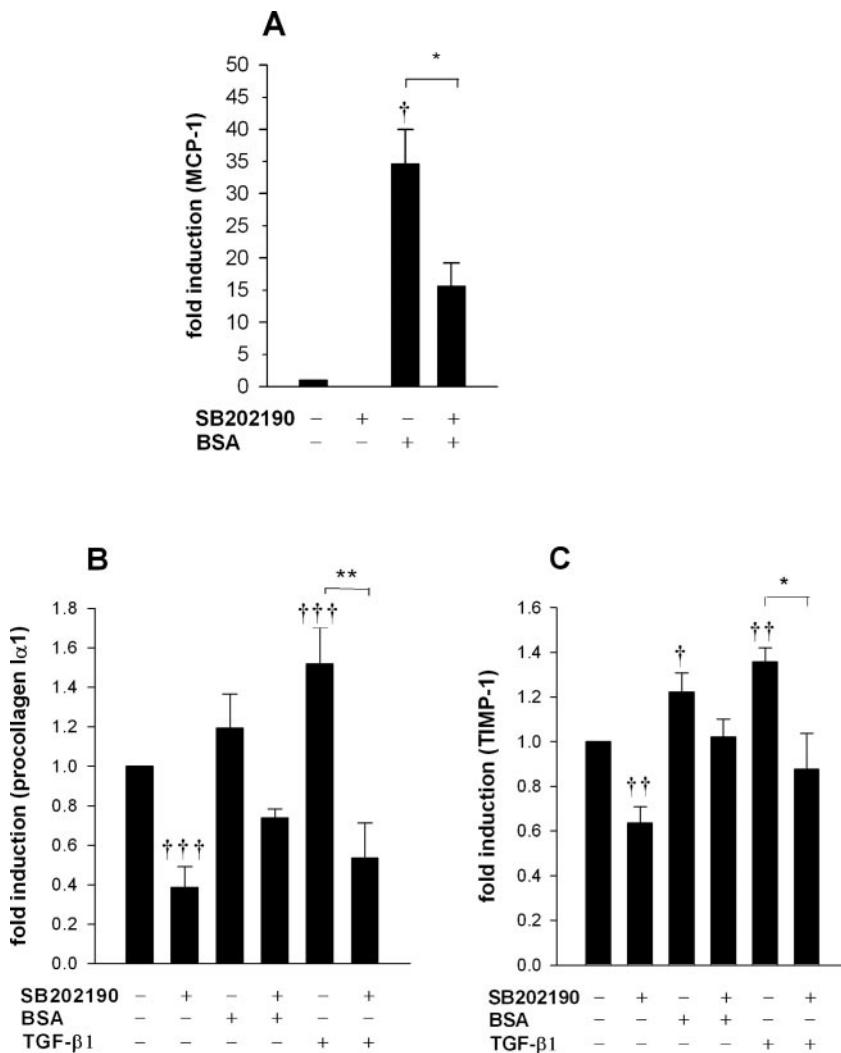 A
*
50
45
†
40
35
30
25
20
15
10
5
0
fold induction (MCP-1)
SB202190 – + – +
BSA – – + +
B
**
1.8
†††
1.6
1.4
1.2
1.0
0.8
†††
0.6
0.4
0.2
0.0
fold induction (procollagen Iα1)
SB202190 – + – + – +
BSA – – + + – –
TGF-β1 – – – – + +
C
1.6
*
††
1.4
†
1.2
1.0
0.8
††
0.6
0.4
0.2
0.0
fold induction (TIMP-1)
SB202190 – + – + – +
BSA – – + + – –
TGF-β1 – – – – + +